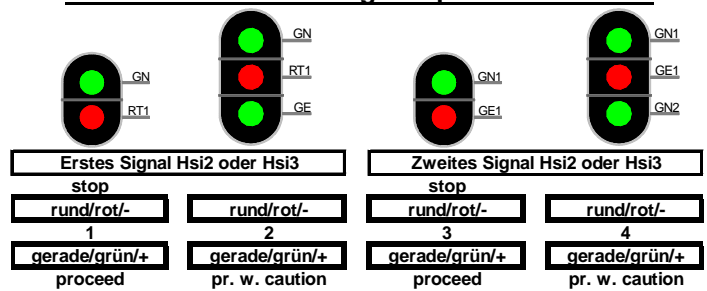 GN
GN1
GN
RT1
GN1
GE1
RT1
GE
GE1
GN2
Erstes Signal Hsi2 oder Hsi3
Zweites Signal Hsi2 oder Hsi3
stop
stop
rund/rot/-
rund/rot/-
rund/rot/-
rund/rot/-
1
2
3
4
gerade/grün/+
gerade/grün/+
gerade/grün/+
gerade/grün/+
proceed
pr. w. caution
proceed
pr. w. caution